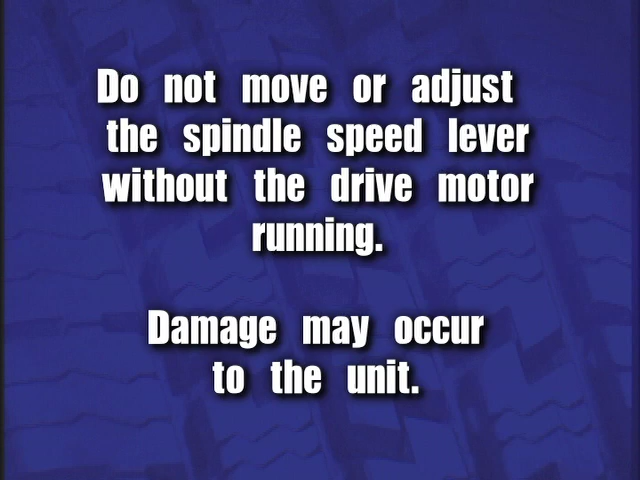 Do not move or adjust
the spindle speed lever
without the drive motor
running.
Damage may occur
to the unit.